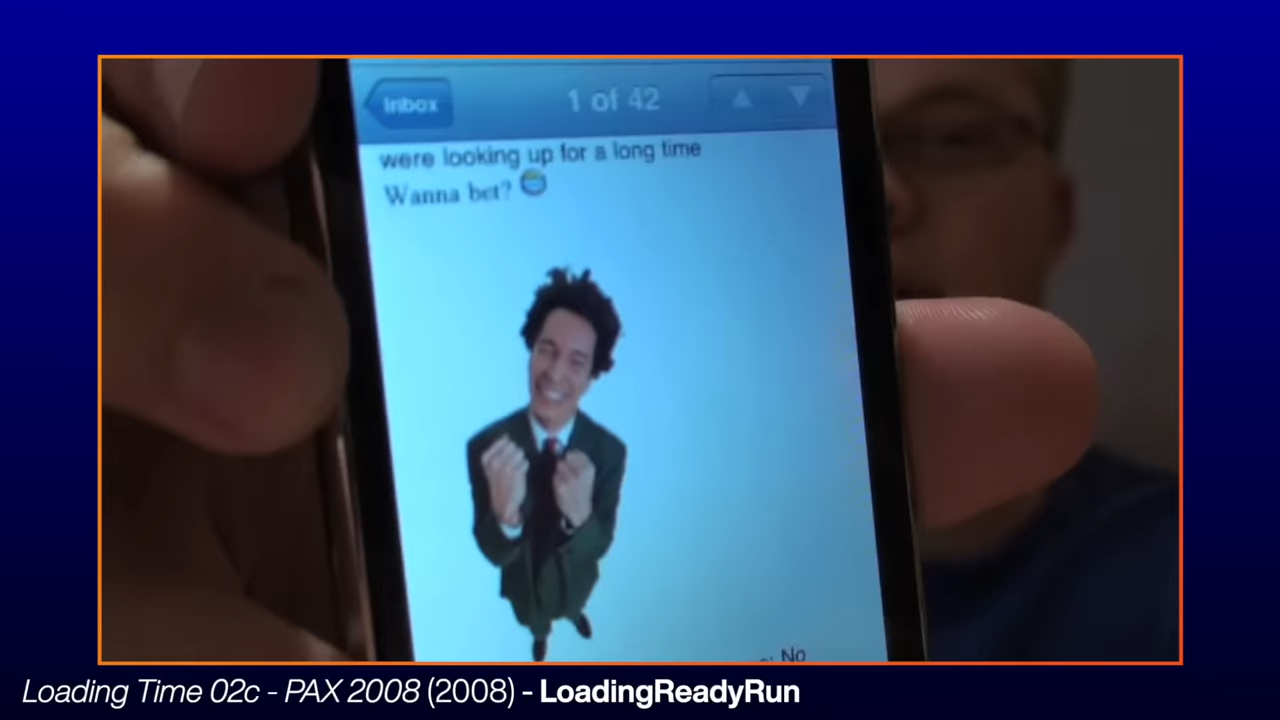 Inbox
1 of 42
were looking up for a long time
Wanna bet?
No
Loading Time 02c - PAX 2008 (2008) - LoadingReadyRun